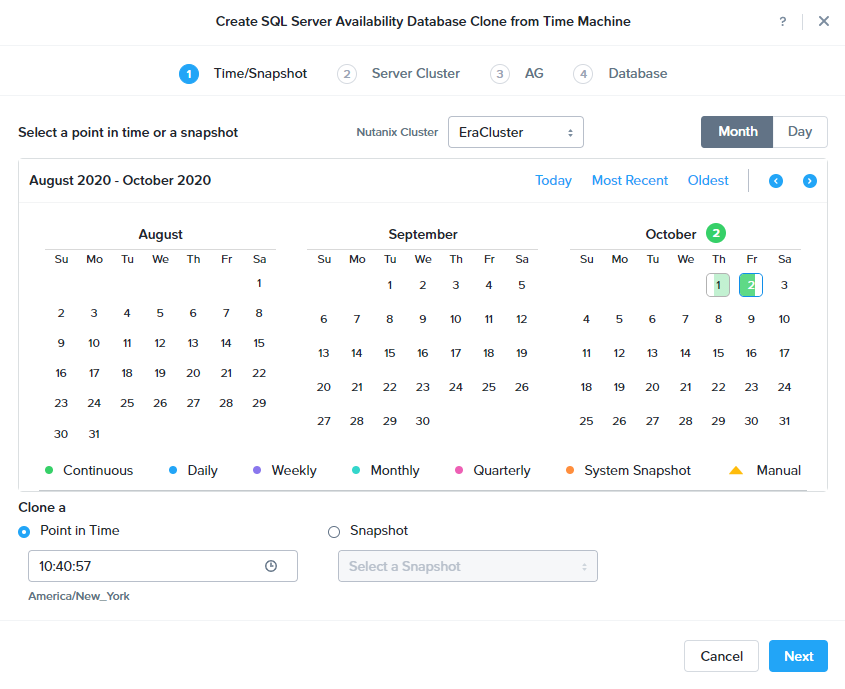 Create SQL Server Availability Database Clone from Time Machine ?
1 Time/Snapshot 2 Server Cluster 3 AG 4 Database
Select a point in time or a snapshot Nutanix Cluster EraCluster Month Day
August 2020 - October 2020 Today Most Recent Oldest
August
Su Mo Tu We Th Fr Sa
1
2 3 4 5 6 7 8
9 10 11 12 13 14 15
16 17 18 19 20 21 22
23 24 25 26 27 28 29
30 31
September
Su Mo Tu We Th Fr Sa
1 2 3 4 5
6 7 8 9 10 11 12
13 14 15 16 17 18 19
20 21 22 23 24 25 26
27 28 29 30
October 2
Su Mo Tu We Th Fr Sa
1 2 3
4 5 6 7 8 9 10
11 12 13 14 15 16 17
18 19 20 21 22 23 24
25 26 27 28 29 30 31
Continuous Daily Weekly Monthly Quarterly System Snapshot Manual
Clone a
Point in Time Snapshot
10:40:57 Select a Snapshot
America/New_York
Cancel Next